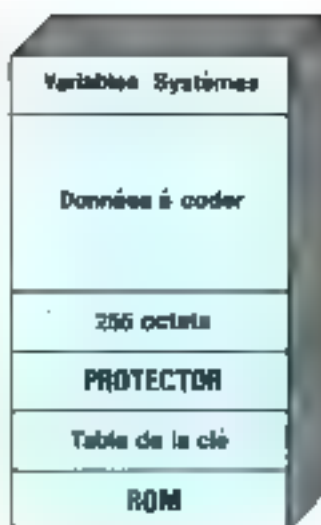 Variables Systèmes
Données à coder
256 octets
PROTECTOR
Table de la clé
ROM